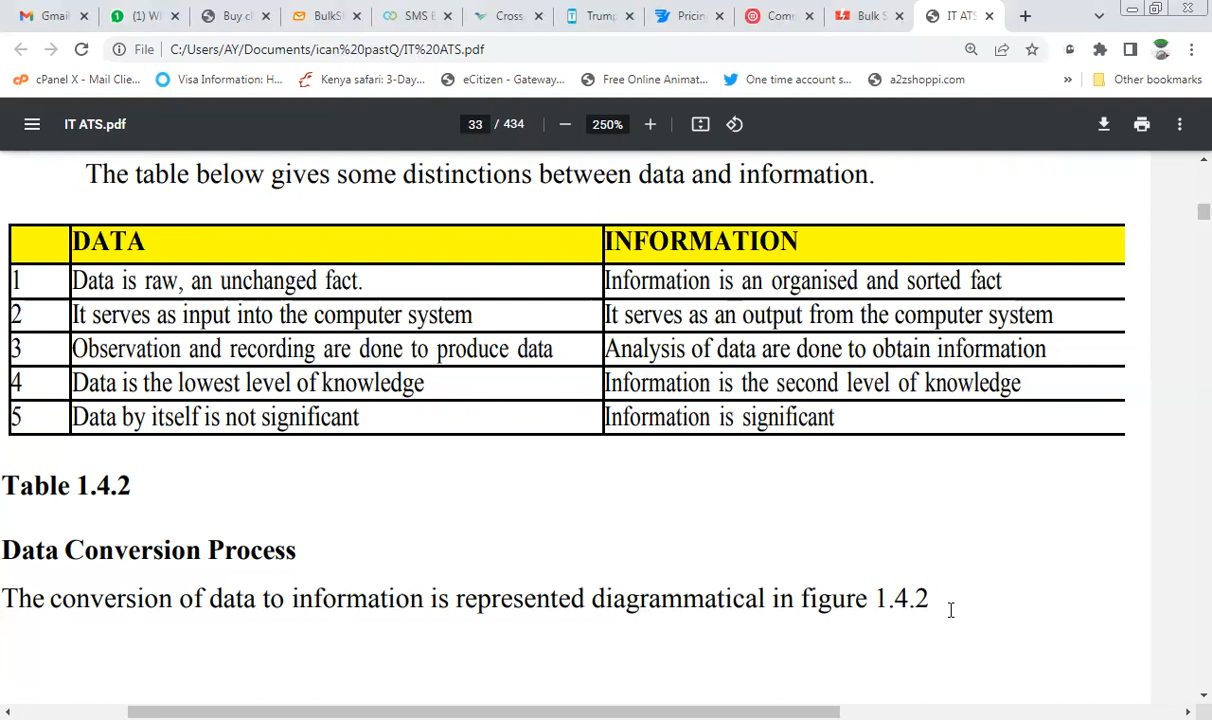 Gmail (1) WI Buy cl BulkS SMS E Cross Trump Pricin Comr Bulk S IT ATS
File C:/Users/AY/Documents/ican%20pastQ/IT%20ATS.pdf
cPanel X - Mail Clie... Visa Information: H... Kenya safari: 3-Day... eCitizen - Gateway... Free Online Animat... One time account s... a2zshoppi.com » Other bookmarks
IT ATS.pdf 33 / 434 250%
The table below gives some distinctions between data and information.
DATA INFORMATION
1 Data is raw, an unchanged fact. Information is an organised and sorted fact
2 It serves as input into the computer system It serves as an output from the computer system
3 Observation and recording are done to produce data Analysis of data are done to obtain information
4 Data is the lowest level of knowledge Information is the second level of knowledge
5 Data by itself is not significant Information is significant
Table 1.4.2
Data Conversion Process
The conversion of data to information is represented diagrammatical in figure 1.4.2